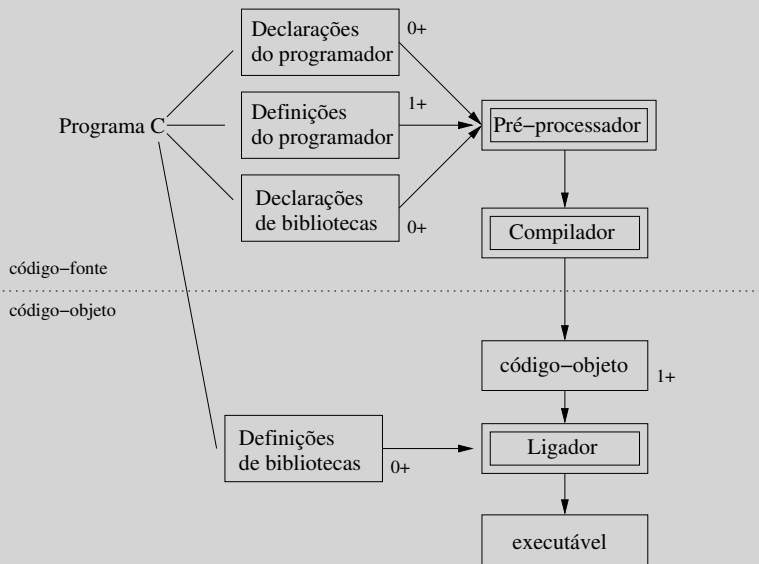 Declarações
do programador
0+
Programa C
Definições
do programador
1+
Pré−processador
Declarações
de bibliotecas
0+
Compilador
código−fonte
código−objeto
código−objeto
1+
Definições
de bibliotecas
0+
Ligador
executável